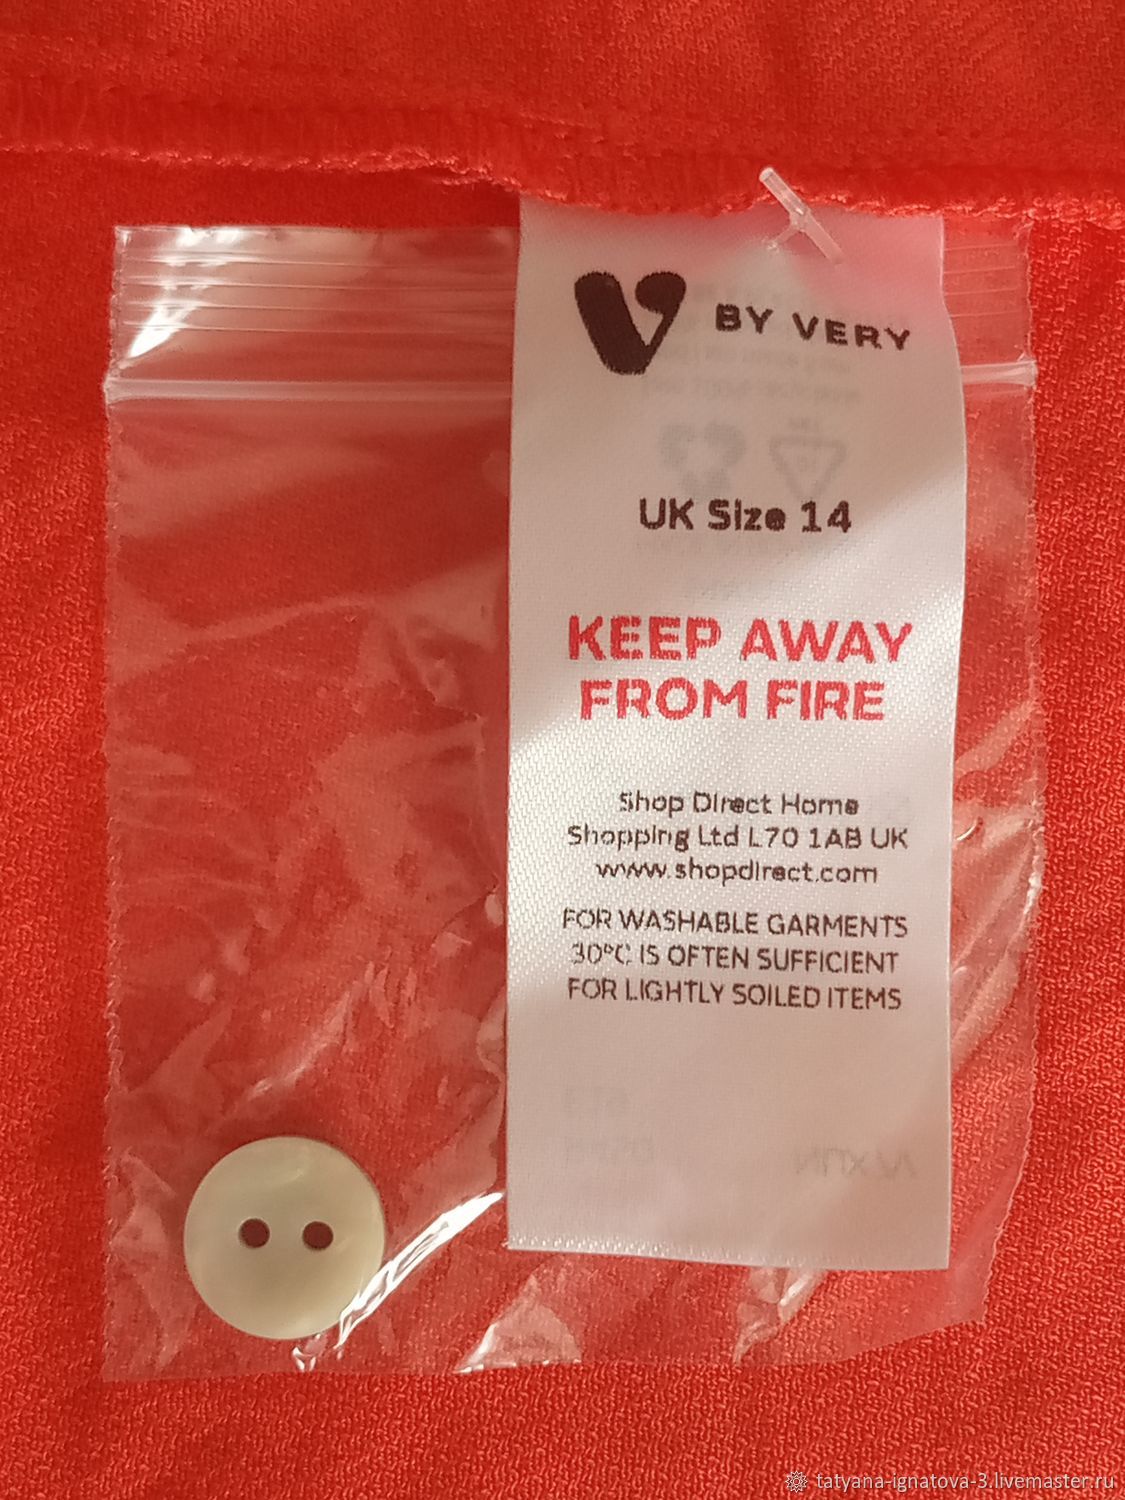 V BY VERY
UK Size 14
KEEP AWAY
FROM FIRE
Shop Direct Home
Shopping Ltd L70 1AB UK
www.shopdirect.com
FOR WASHABLE GARMENTS
30°C IS OFTEN SUFFICIENT
FOR LIGHTLY SOILED ITEMS
tatyana-ignatova-3.livemaster.ru